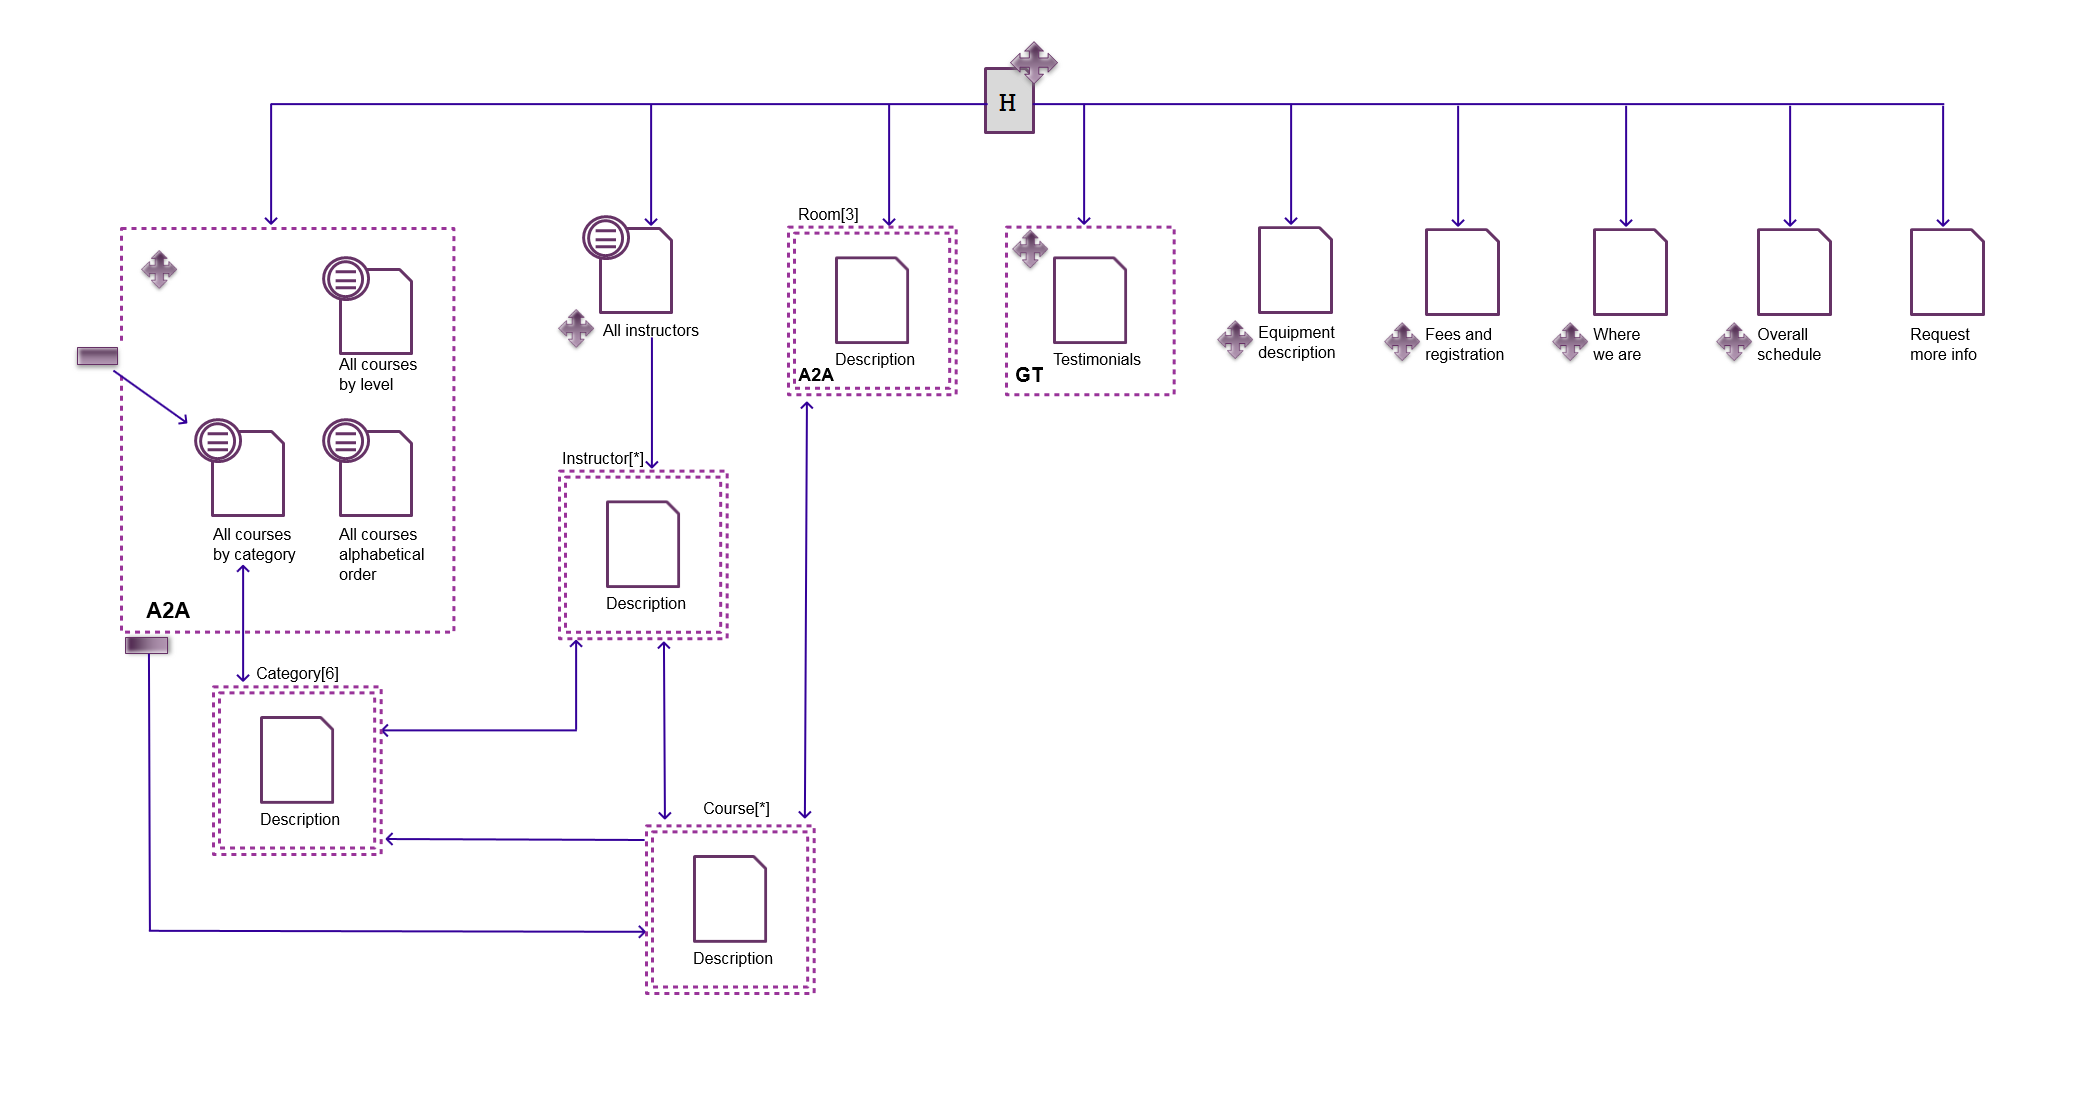 H
Room[3]
Description
A2A
Testimonials
GT
Equipment
description
Fees and
registration
Where
we are
Overall
schedule
Request
more info
All instructors
All courses
by level
All courses
by category
All courses
alphabetical
order
A2A
Instructor[*]
Description
Category[6]
Description
Course[*]
Description